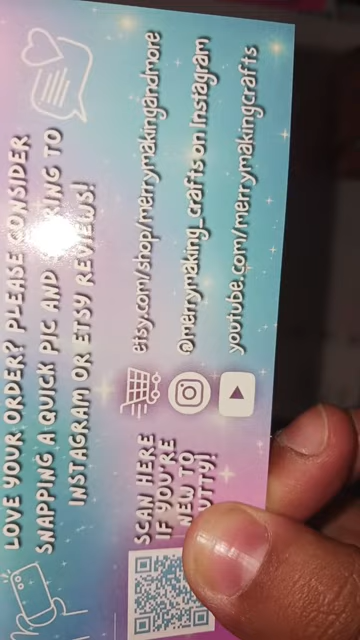 LOVE YOUR ORDER? PLEASE CONSIDER
SNAPPING A QUICK PIC AND TO
INSTAGRAM OR ETSY REVIEWS!
etsy.com/shop/merrymakingandmore
@merrymaking_crafts on Instagram
youtube.com/merrymakingcrafts
SCAN HERE
IF YOU'RE
NEW TO